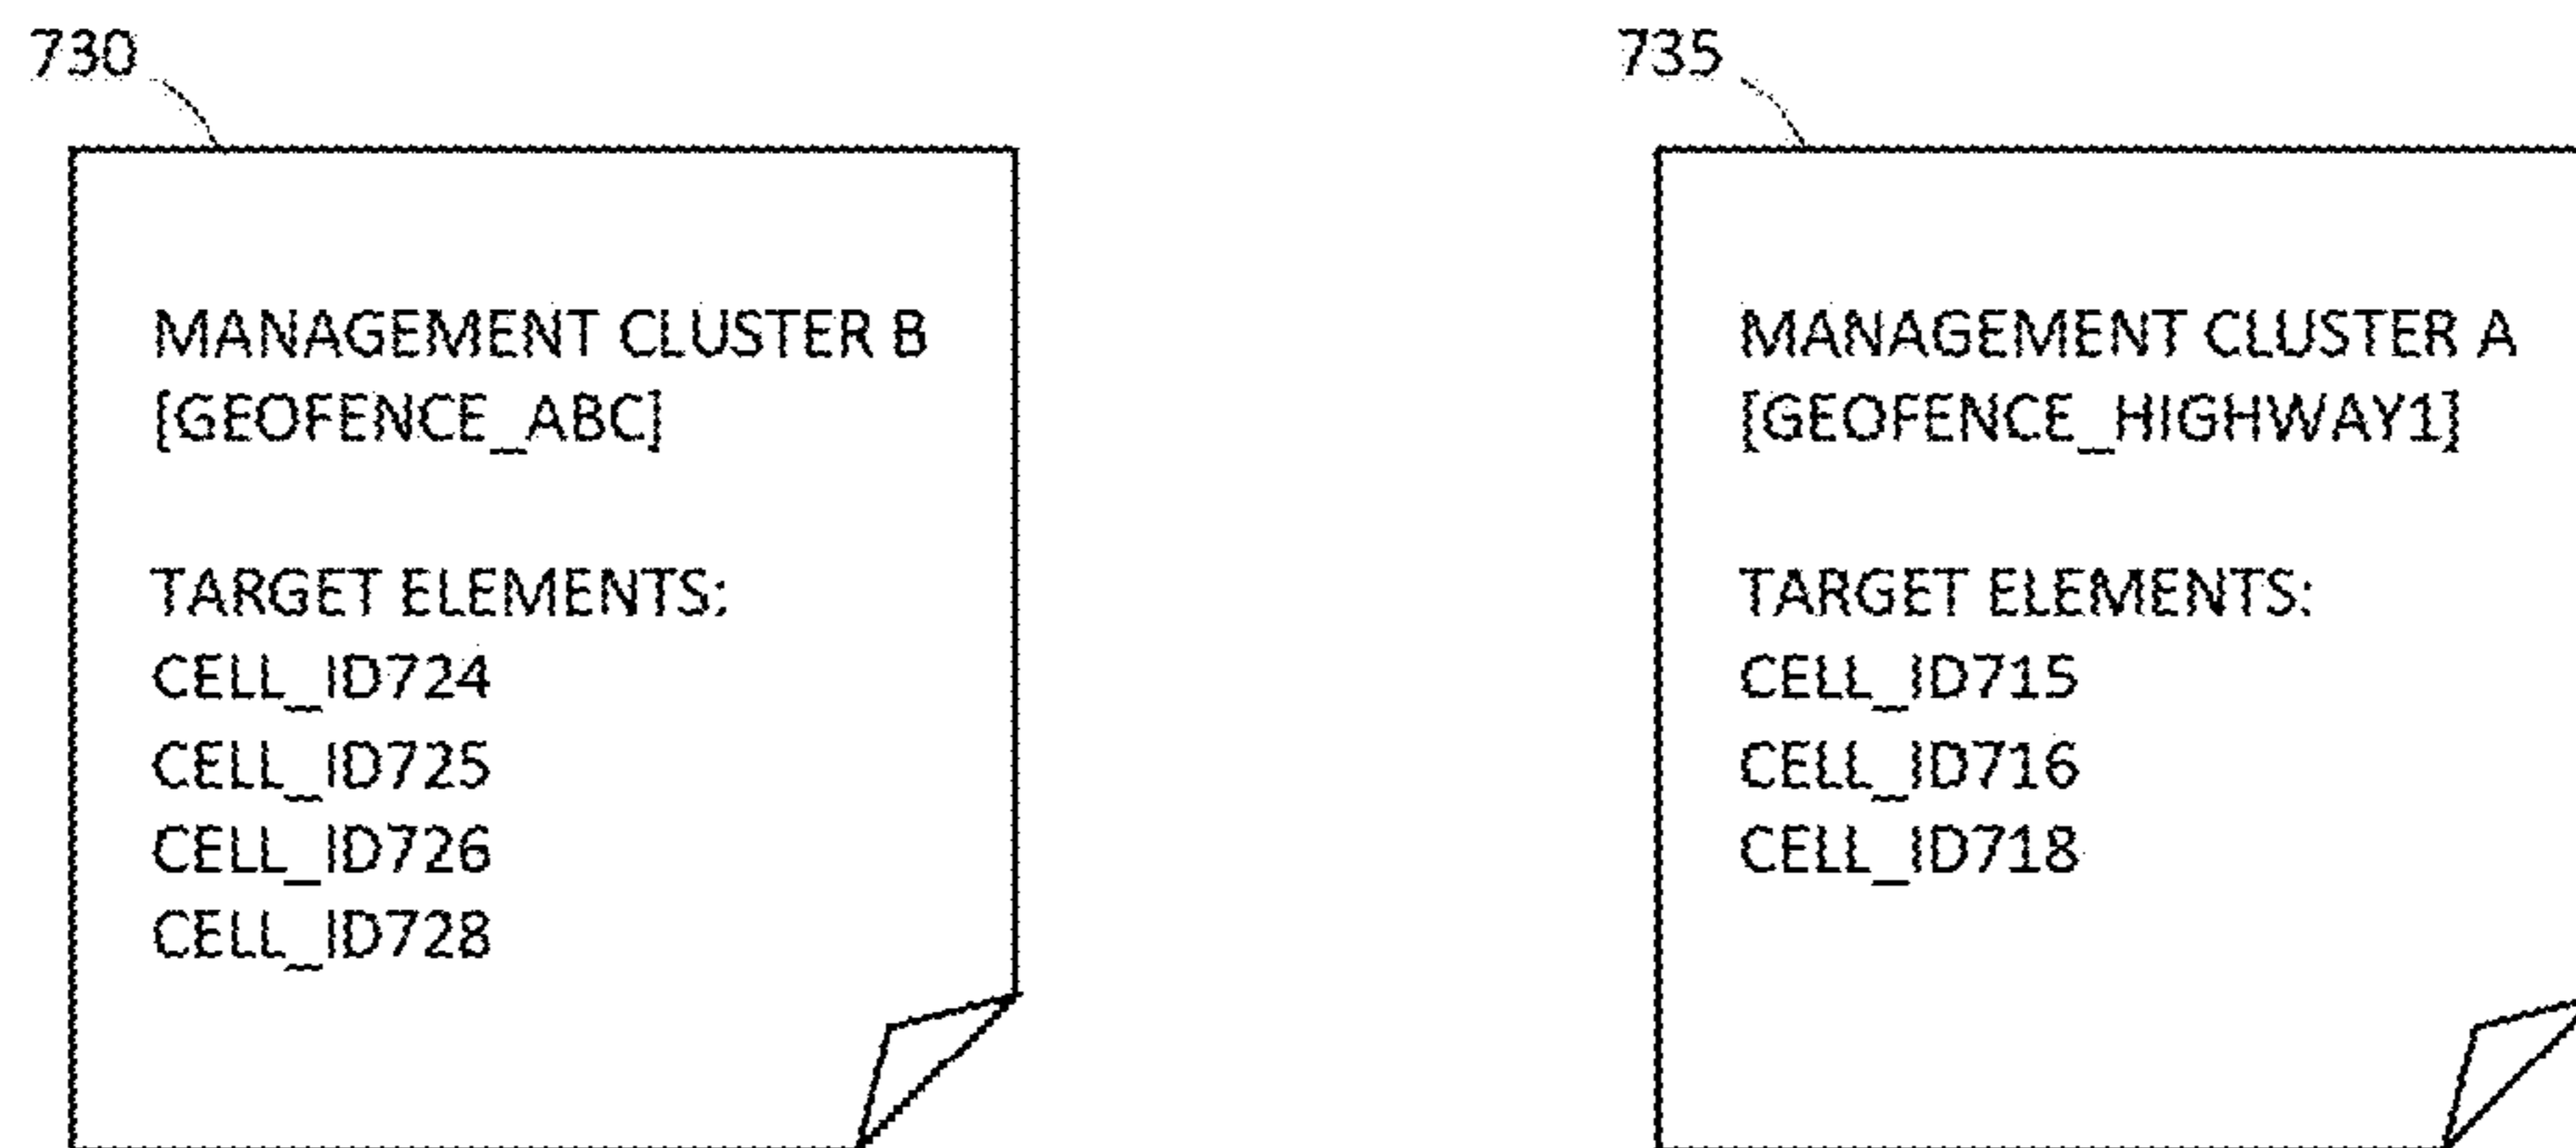 730
MANAGEMENT CLUSTER B
[GEOFENCE_ABC]
TARGET ELEMENTS:
CELL_ID724
CELL_ID725
CELL_ID726
CELL_ID728
735
MANAGEMENT CLUSTER A
[GEOFENCE_HIGHWAY1]
TARGET ELEMENTS:
CELL_ID715
CELL_ID716
CELL_ID718